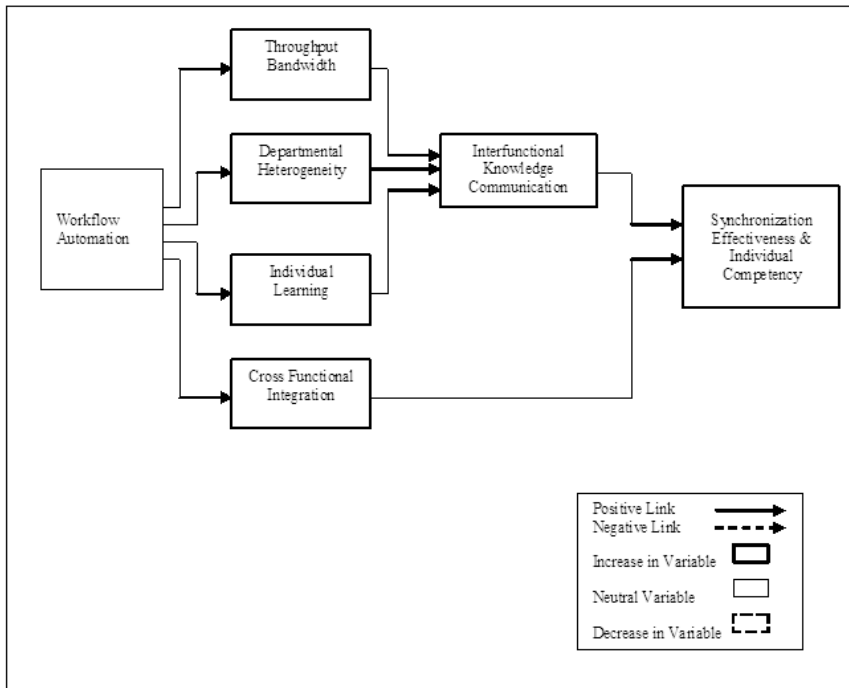 Throughput
Bandwidth
Departmental
Heterogeneity
Interfunctional
Knowledge
Communication
Workflow
Automation
Synchronization
Effectiveness &
Individual
Competency
Individual
Learning
Cross Functional
Integration
Positive Link
Negative Link
Increase in Variable
Neutral Variable
Decrease in Variable